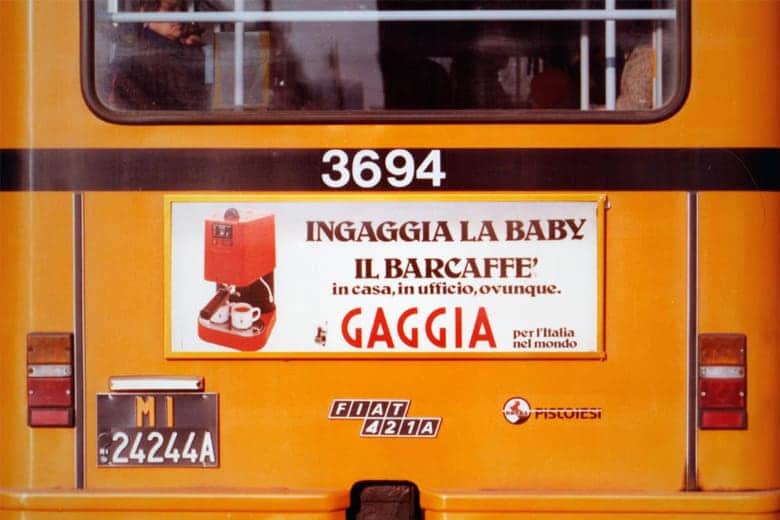 3694
INGAGGIA LA BABY
IL BARCAFFE'
in casa, in ufficio, ovunque.
GAGGIA
per l'Italia
nel mondo
MI
24244A
FIAT
421A
PISTOIESI